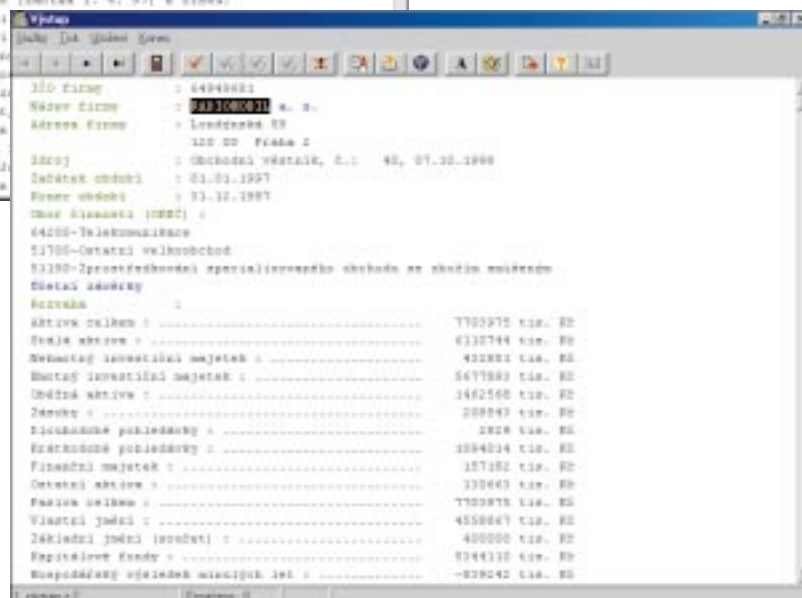 Výstup
Služby Tisk Uložení Konec
IČO firmy : 64949681
Název firmy : RADIOMOBIL a. s.
Adresa firmy : Londýnská 59
120 00 Praha 2
Zdroj : Obchodní věstník, č.: 40, 07.10.1998
Začátek období : 01.01.1997
Konec období : 31.12.1997
Obor činnosti (OKEČ) :
64200-Telekomunikace
51700-Ostatní velkoobchod
51190-Zprostředkování specializovaného obchodu se zbožím
Účetní závěrky
Rozvaha :
Aktiva celkem : 7703975 tis. Kč
Stálá aktiva : 6110744 tis. Kč
Nehmotný investiční majetek : tis. Kč
Hmotný investiční majetek : 5677893 tis. Kč
Oběžná aktiva : 1462568 tis. Kč
Zásoby : 208543 tis. Kč
Dlouhodobé pohledávky : 2829 tis. Kč
Krátkodobé pohledávky : 1094014 tis. Kč
Finanční majetek : 157182 tis. Kč
Ostatní aktiva : 130663 tis. Kč
Pasiva celkem : 7703975 tis. Kč
Vlastní jmění : tis. Kč
Základní jmění (součet) : 400000 tis. Kč
Kapitálové fondy : 5344110 tis. Kč
Hospodářský výsledek minulých let : -839242 tis. Kč